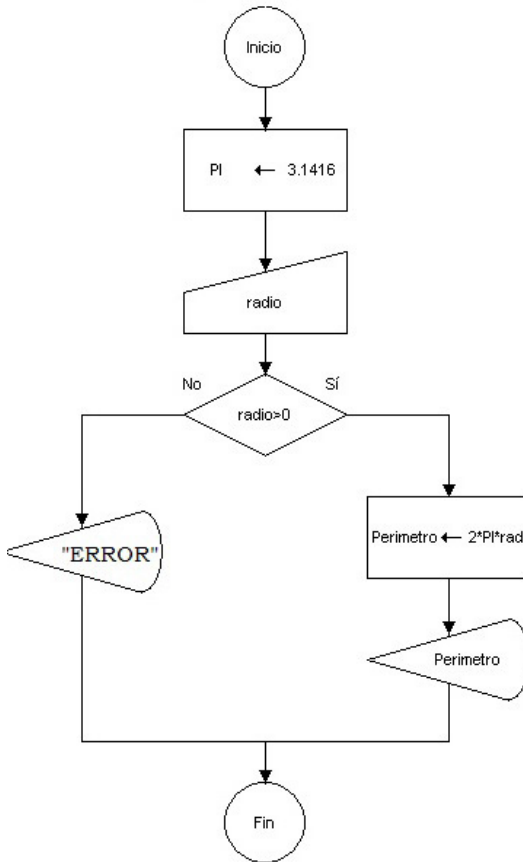 Inicio
PI ← 3.1416
radio
No
Sí
radio>0
"ERROR"
Perimetro ← 2*PI*rad
Perimetro
Fin